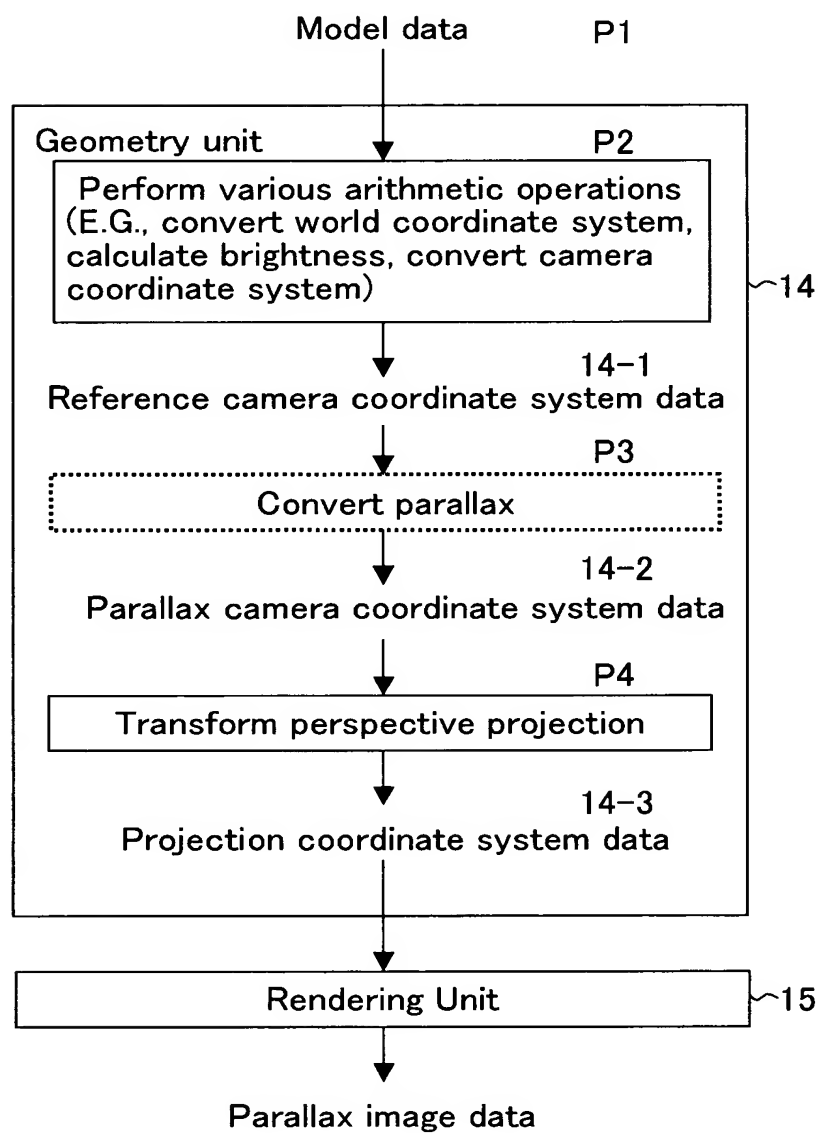 Model data P1
Geometry unit P2
Perform various arithmetic operations
(E.G., convert world coordinate system,
calculate brightness, convert camera
coordinate system)
14
14-1
Reference camera coordinate system data
P3
Convert parallax
14-2
Parallax camera coordinate system data
P4
Transform perspective projection
14-3
Projection coordinate system data
Rendering Unit 15
Parallax image data